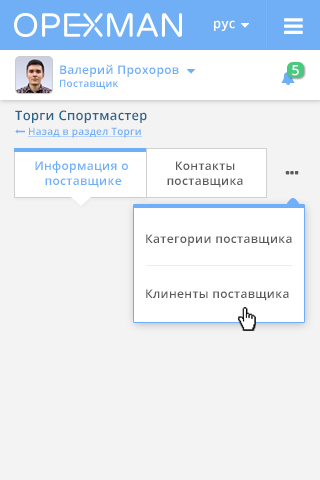 OPEXMAN
рус
Валерий Прохоров
Поставщик
5
Торги Спортмастер
← Назад в раздел Торги
Информация о
поставщике
Контакты
поставщика
...
Категории поставщика
Клиненты поставщика